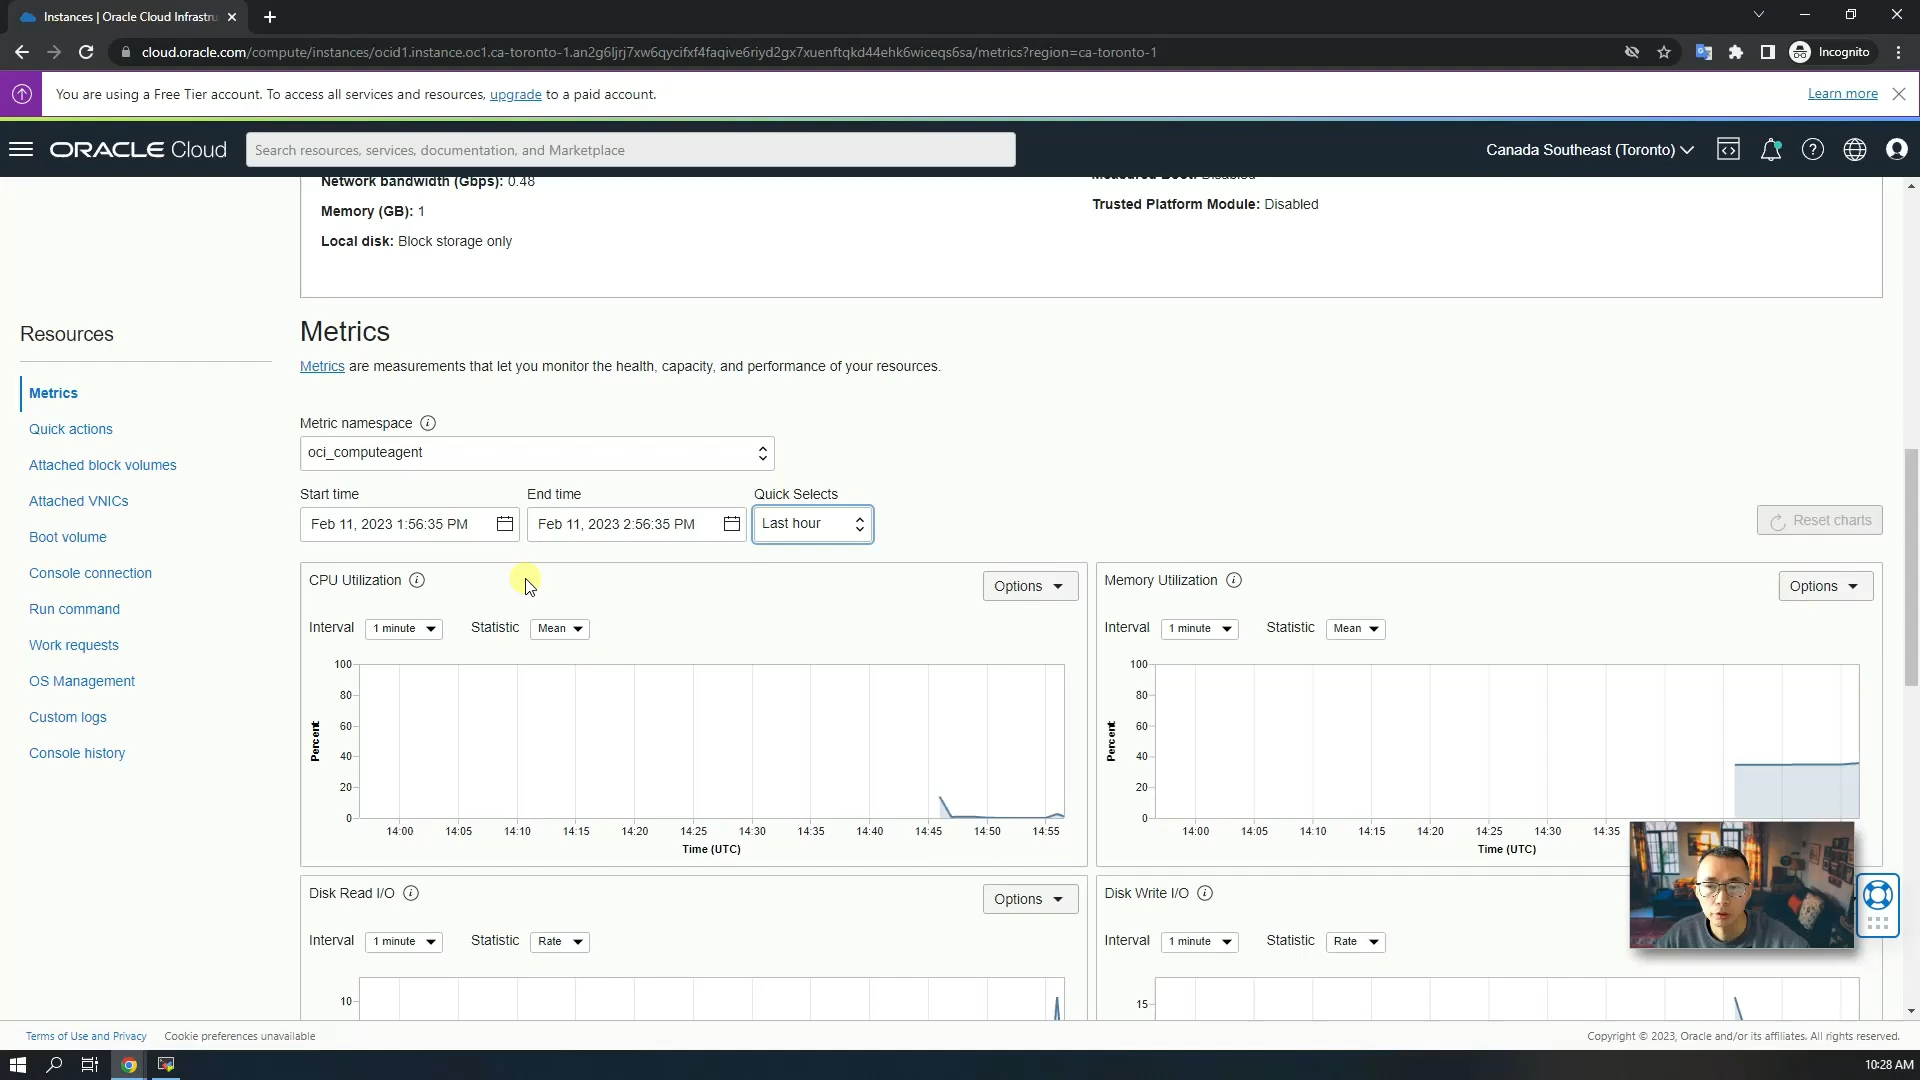 Instances | Oracle Cloud Infrastru
cloud.oracle.com/compute/instances/ocid1.instance.oc1.ca-toronto-1.an2g6ljrj7xw6qycifxf4faqive6riyd2gx7xuenftqkd44ehk6wiceqs6sa/metrics?region=ca-toronto-1
Incognito
You are using a Free Tier account. To access all services and resources, upgrade to a paid account.
Learn more
ORACLE Cloud
Search resources, services, documentation, and Marketplace
Canada Southeast (Toronto)
Network bandwidth (Gbps): 0.48
Memory (GB): 1
Trusted Platform Module: Disabled
Local disk: Block storage only
Resources
Metrics
Quick actions
Attached block volumes
Attached VNICs
Boot volume
Console connection
Run command
Work requests
OS Management
Custom logs
Console history
Metrics
Metrics are measurements that let you monitor the health, capacity, and performance of your resources.
Metric namespace
oci_computeagent
Start time
End time
Quick Selects
Feb 11, 2023 1:56:35 PM
Feb 11, 2023 2:56:35 PM
Last hour
Reset charts
CPU Utilization
Options
Interval 1 minute Statistic Mean
100
80
60
40
20
0
Percent
14:00 14:05 14:10 14:15 14:20 14:25 14:30 14:35 14:40 14:45 14:50 14:55
Time (UTC)
Memory Utilization
Options
Interval 1 minute Statistic Mean
100
80
60
40
20
0
Percent
14:00 14:05 14:10 14:15 14:20 14:25 14:30 14:35
Time (UTC)
Disk Read I/O
Options
Interval 1 minute Statistic Rate
10
Disk Write I/O
Interval 1 minute Statistic Rate
15
Terms of Use and Privacy
Cookie preferences unavailable
Copyright © 2023, Oracle and/or its affiliates. All rights reserved.
10:28 AM